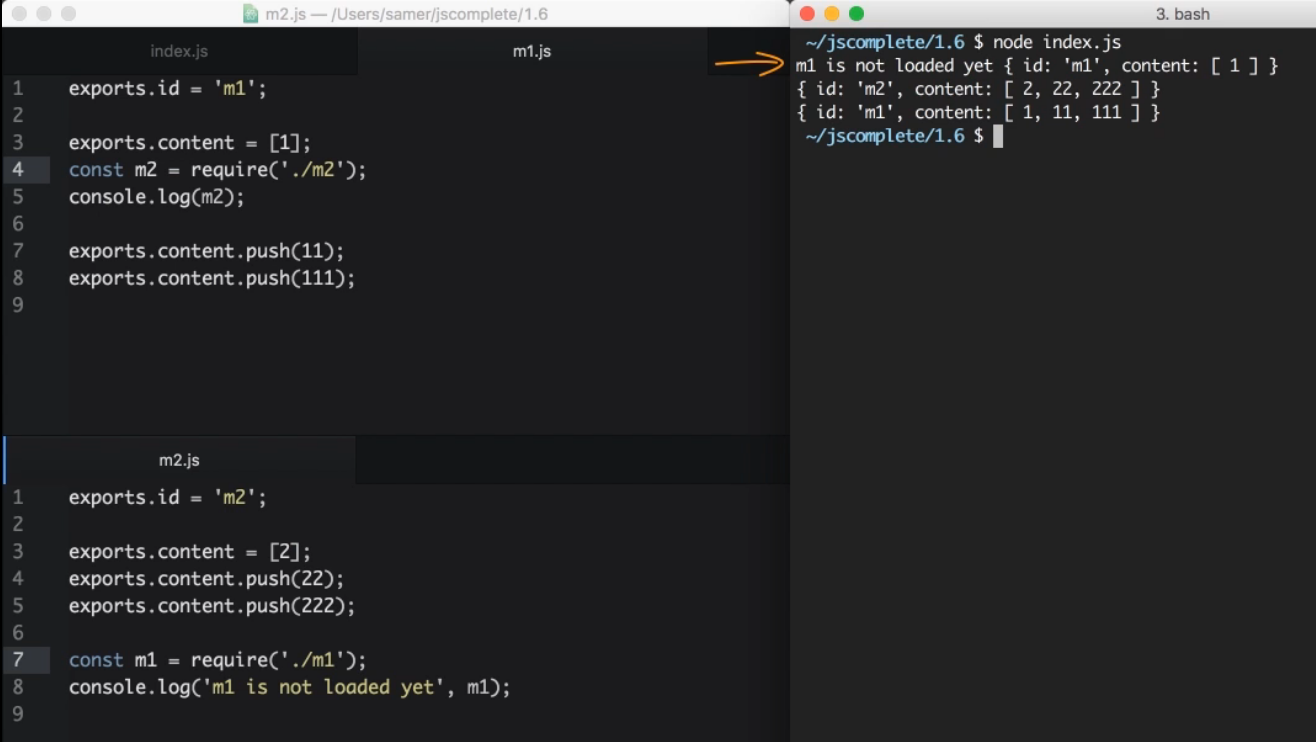 m2.js — /Users/samer/jscomplete/1.6
index.js
m1.js
1 exports.id = 'm1';
2
3 exports.content = [1];
4 const m2 = require('./m2');
5 console.log(m2);
6
7 exports.content.push(11);
8 exports.content.push(111);
9
m2.js
1 exports.id = 'm2';
2
3 exports.content = [2];
4 exports.content.push(22);
5 exports.content.push(222);
6
7 const m1 = require('./m1');
8 console.log('m1 is not loaded yet', m1);
9
3. bash
~/jscomplete/1.6 $ node index.js
m1 is not loaded yet { id: 'm1', content: [ 1 ] }
{ id: 'm2', content: [ 2, 22, 222 ] }
{ id: 'm1', content: [ 1, 11, 111 ] }
~/jscomplete/1.6 $